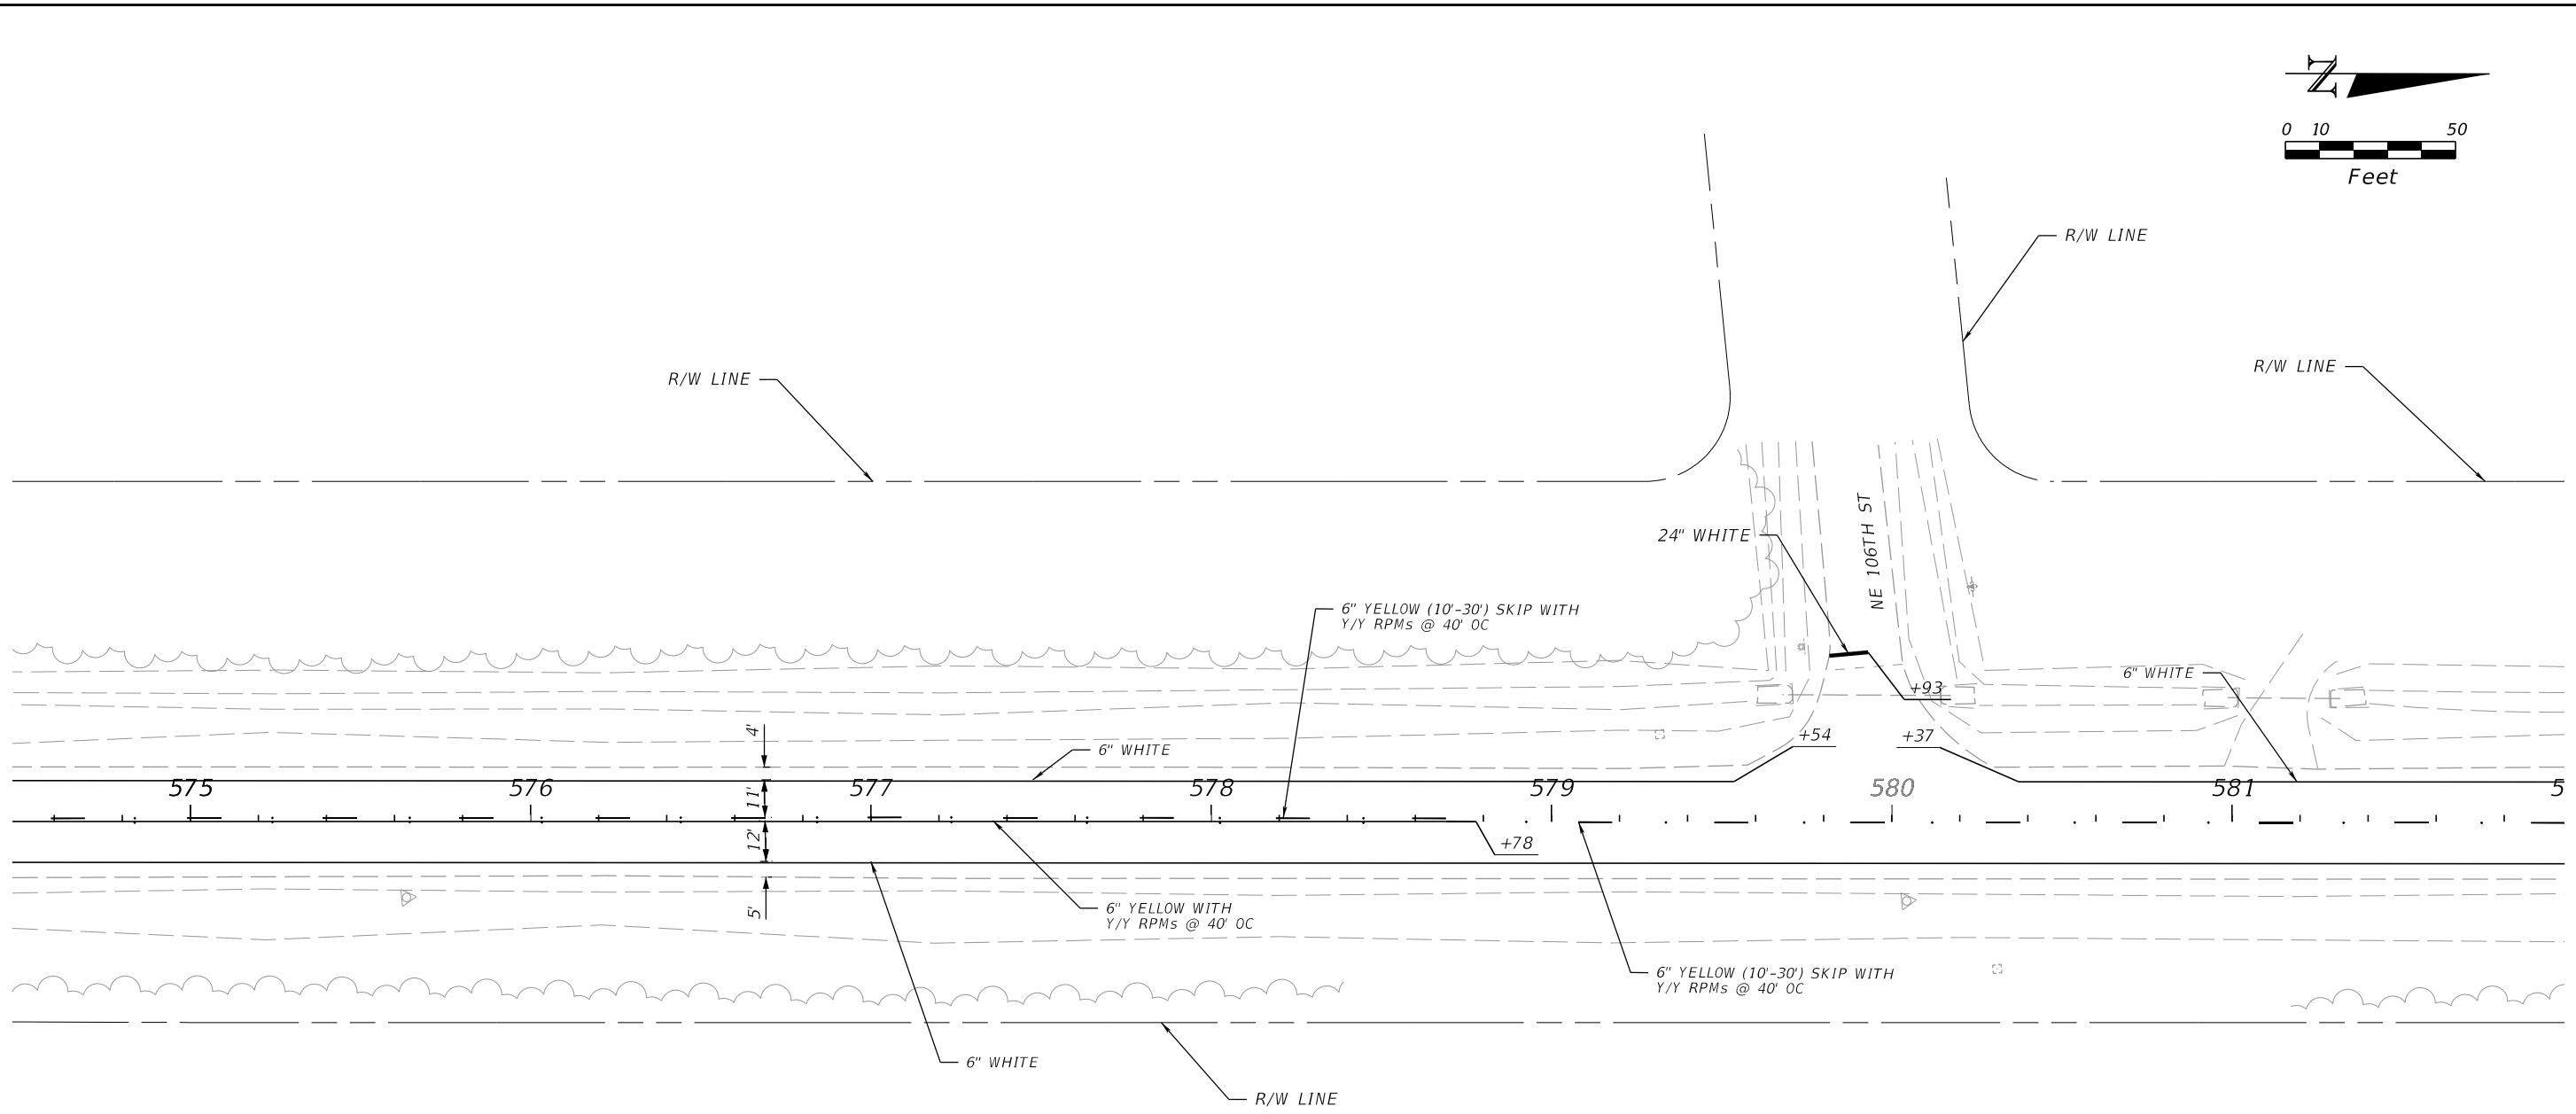 N
0 10 50
Feet
R/W LINE
R/W LINE
R/W LINE
NE 106TH ST
24" WHITE
6" YELLOW (10'-30') SKIP WITH
Y/Y RPMs @ 40' OC
6" WHITE
+93
4'
6" WHITE
+54
+37
575
576
577
578
579
580
581
5
11'
12'
+78
5'
6" YELLOW WITH
Y/Y RPMs @ 40' OC
6" YELLOW (10'-30') SKIP WITH
Y/Y RPMs @ 40' OC
6" WHITE
R/W LINE